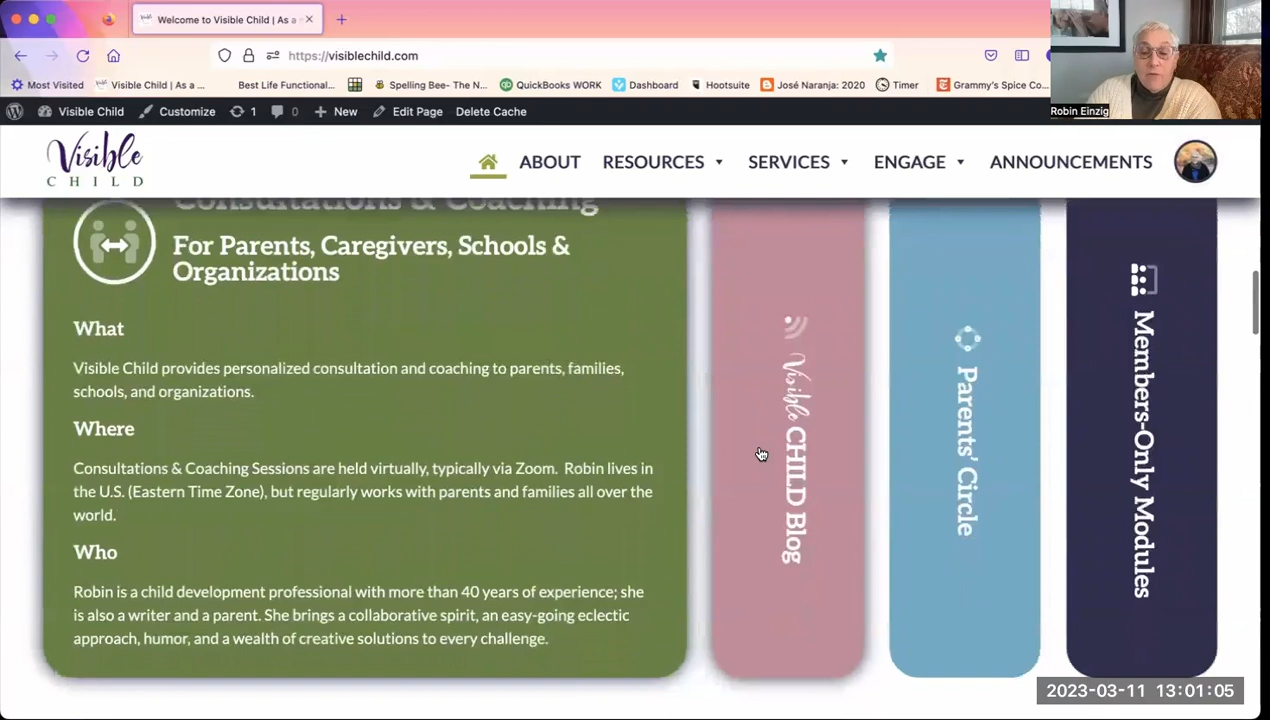 Welcome to Visible Child | As a
https://visiblechild.com
Most Visited
Visible Child | As a ...
Best Life Functional...
Spelling Bee- The N...
QuickBooks WORK
Dashboard
Hootsuite
José Naranja: 2020
Timer
Grammy's Spice Co...
Robin Einzig
Visible Child
Customize
1
0
New
Edit Page
Delete Cache
Visible
CHILD
ABOUT
RESOURCES
SERVICES
ENGAGE
ANNOUNCEMENTS
Consultations & Coaching
For Parents, Caregivers, Schools &
Organizations
What
Visible Child provides personalized consultation and coaching to parents, families,
schools, and organizations.
Where
Consultations & Coaching Sessions are held virtually, typically via Zoom. Robin lives in
the U.S. (Eastern Time Zone), but regularly works with parents and families all over the
world.
Who
Robin is a child development professional with more than 40 years of experience; she
is also a writer and a parent. She brings a collaborative spirit, an easy-going eclectic
approach, humor, and a wealth of creative solutions to every challenge.
Visible CHILD Blog
Parents' Circle
Members-Only Modules
2023-03-11 13:01:05